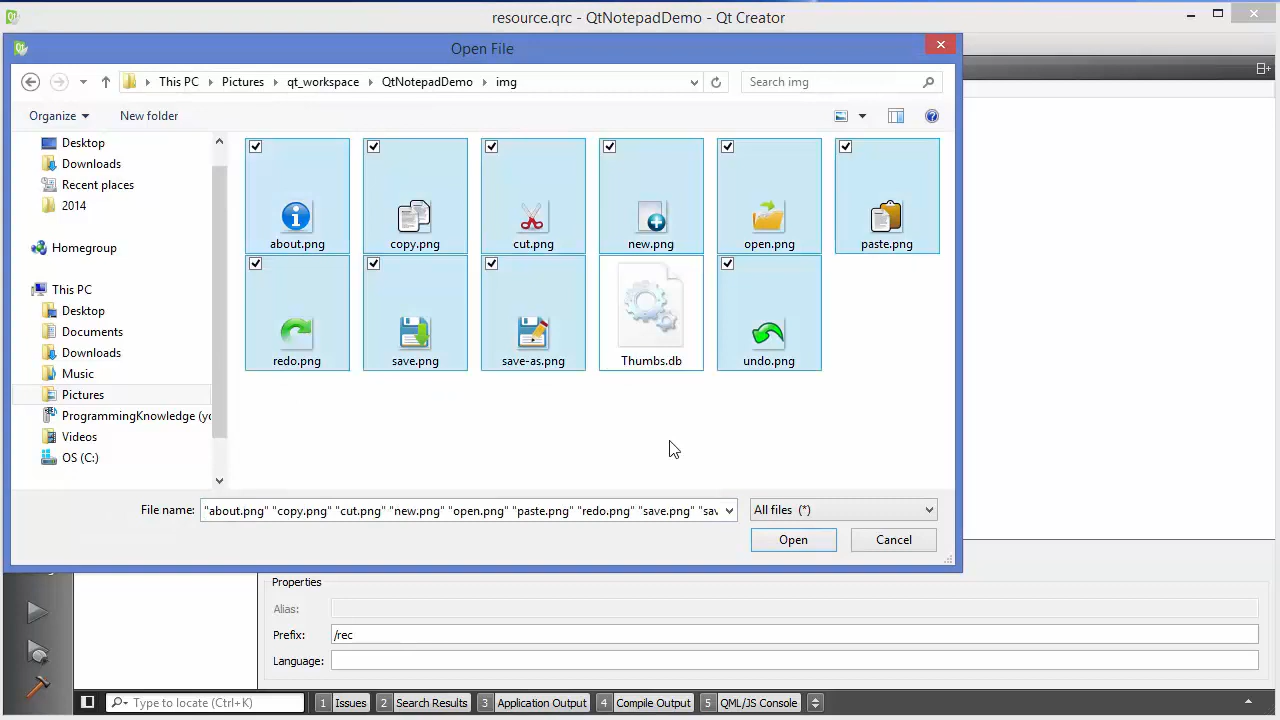 resource.qrc - QtNotepadDemo - Qt Creator
Open File
This PC Pictures qt_workspace QtNotepadDemo img
Search img
Organize New folder
Desktop
Downloads
Recent places
2014
Homegroup
This PC
Desktop
Documents
Downloads
Music
Pictures
ProgrammingKnowledge (yo
Videos
OS (C:)
about.png copy.png cut.png new.png open.png paste.png
redo.png save.png save-as.png Thumbs.db undo.png
File name: "about.png" "copy.png" "cut.png" "new.png" "open.png" "paste.png" "redo.png" "save.png" "sav
All files (*)
Open Cancel
Properties
Alias:
Prefix: /rec
Language:
Type to locate (Ctrl+K) 1 Issues 2 Search Results 3 Application Output 4 Compile Output 5 QML/JS Console